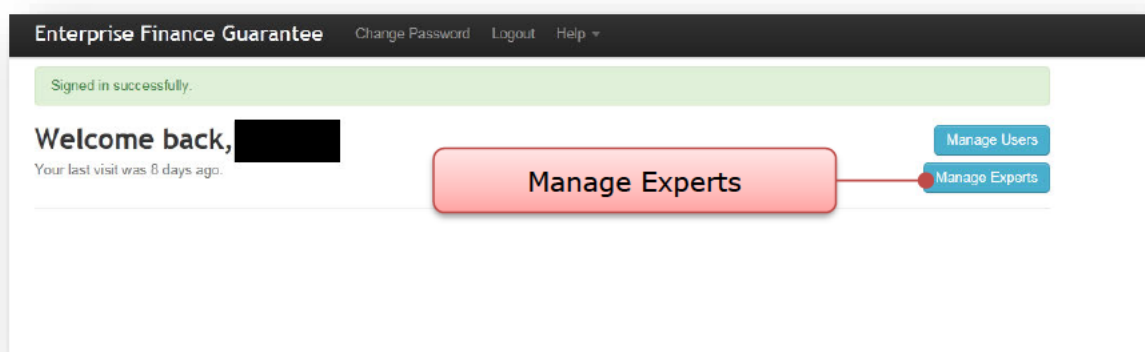 Enterprise Finance Guarantee Change Password Logout Help
Signed in successfully.
Welcome back,
Manage Users
Your last visit was 8 days ago.
Manage Experts
Manage Experts